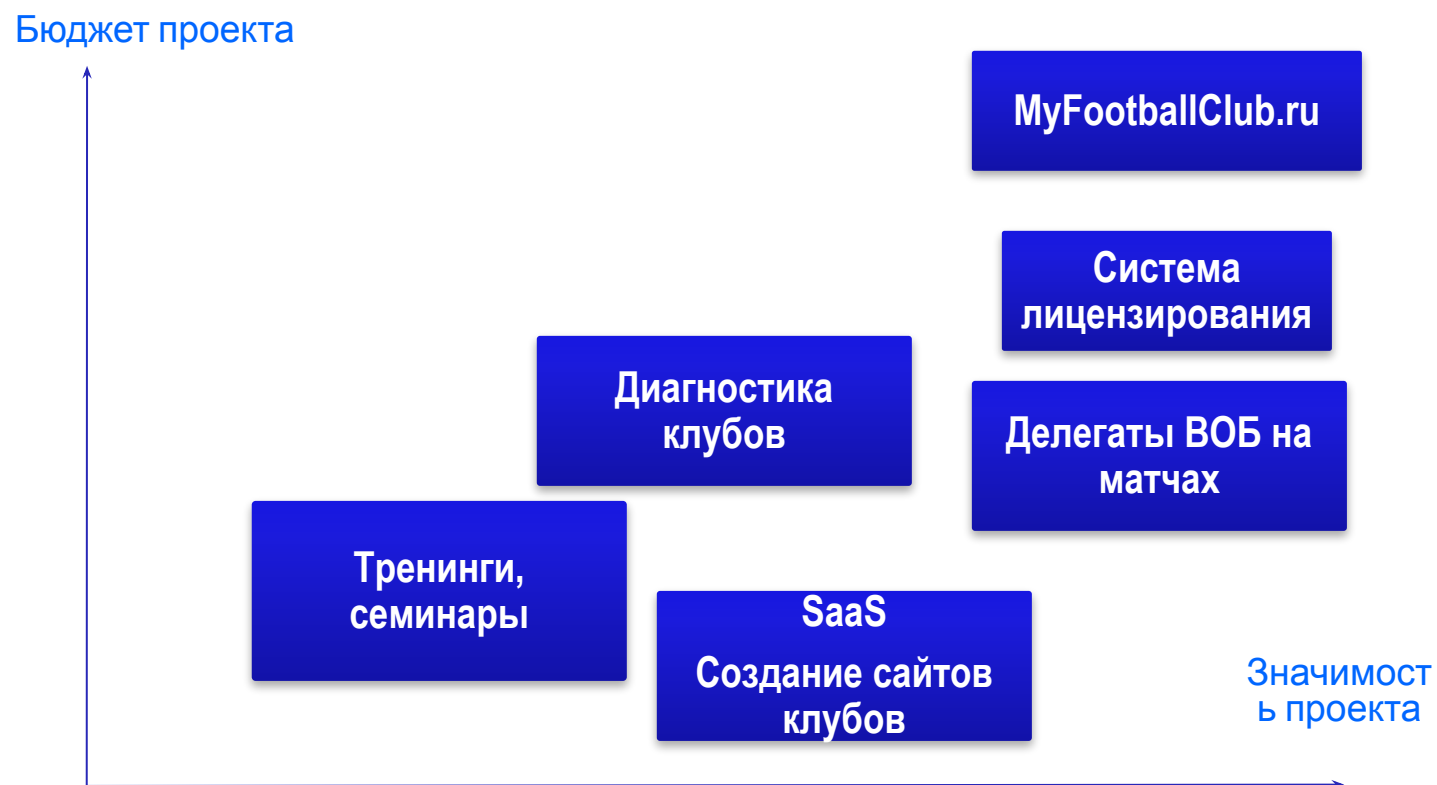 Бюджет проекта
MyFootballClub.ru
Система
лицензирования
Диагностика
клубов
Делегаты ВОБ на
матчах
Тренинги,
семинары
SaaS
Создание сайтов
клубов
Значимост
ь проекта